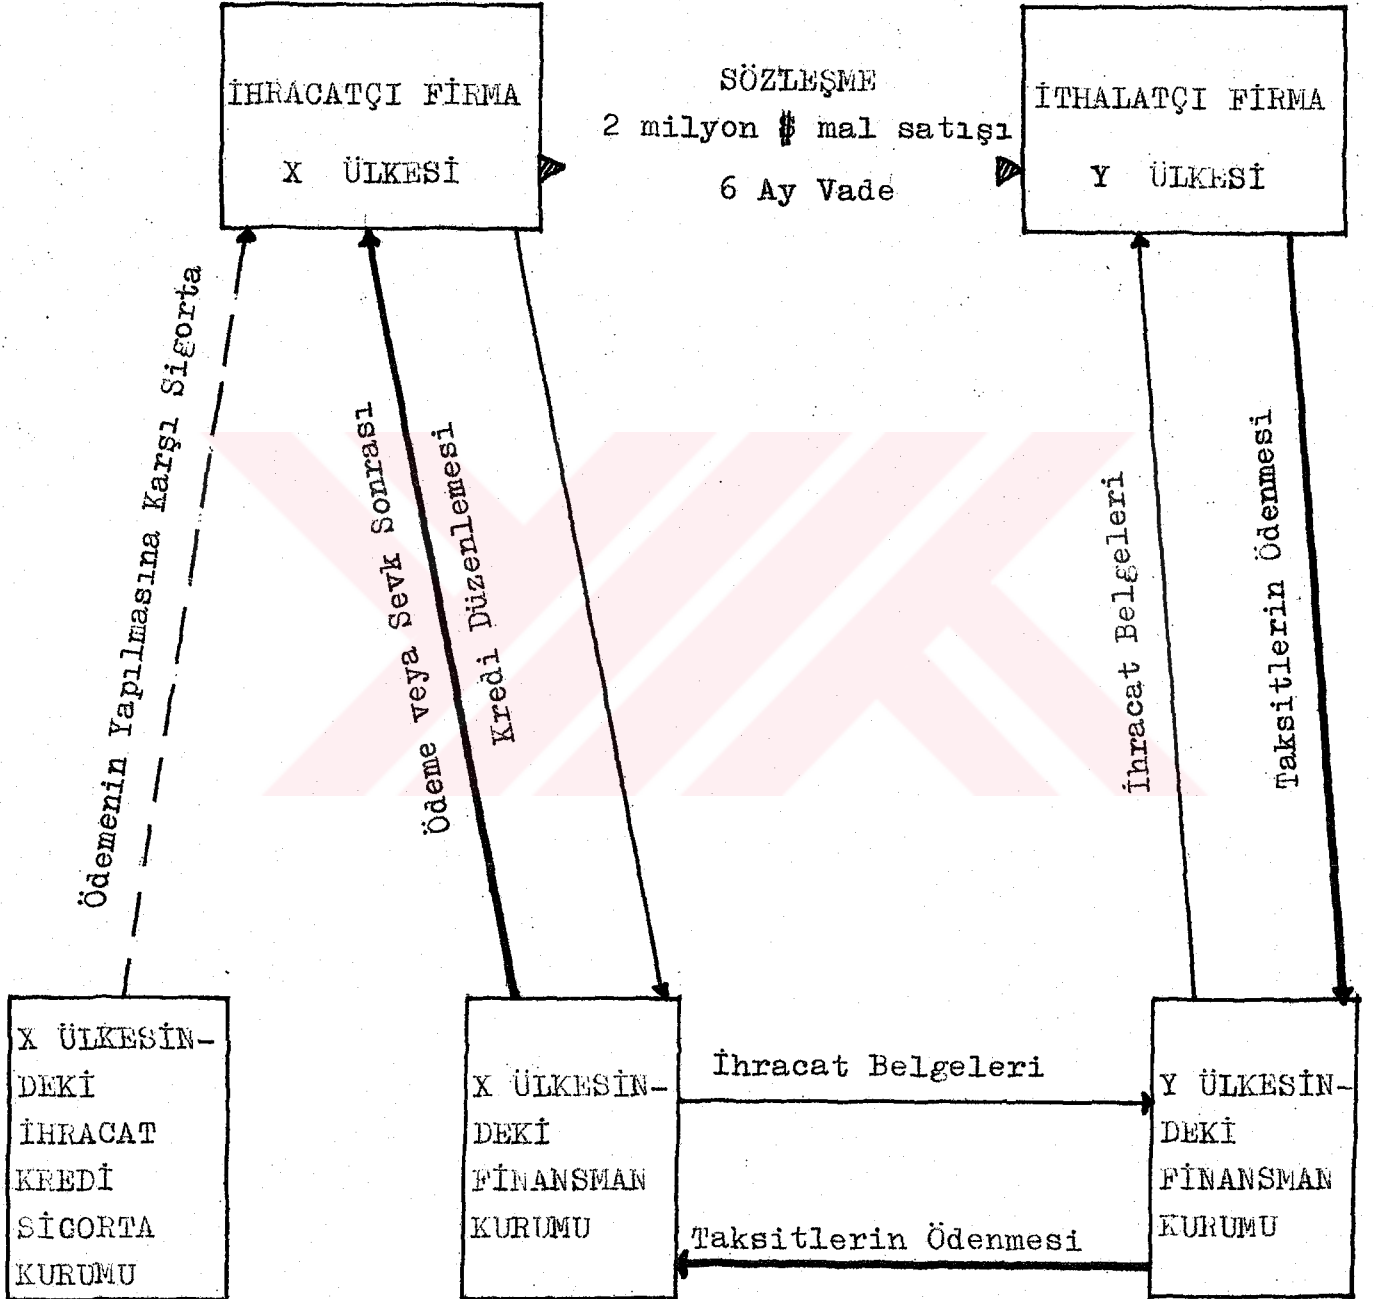 İHRACATÇI FİRMA
X ÜLKESİ
SÖZLEŞME
2 milyon $ mal satışı
6 Ay Vade
İTHALATÇI FİRMA
Y ÜLKESİ
Ödemenin Yapılmasına Karşı Sigorta
Ödeme veya Sevk Sonrası
Kredi Düzenlemesi
İhracat Belgeleri
Taksitlerin Ödenmesi
X ÜLKESİN-
DEKİ
İHRACAT
KREDİ
SİGORTA
KURUMU
X ÜLKESİN-
DEKİ
FİNANSMAN
KURUMU
İhracat Belgeleri
Taksitlerin Ödenmesi
Y ÜLKESİN-
DEKİ
FİNANSMAN
KURUMU